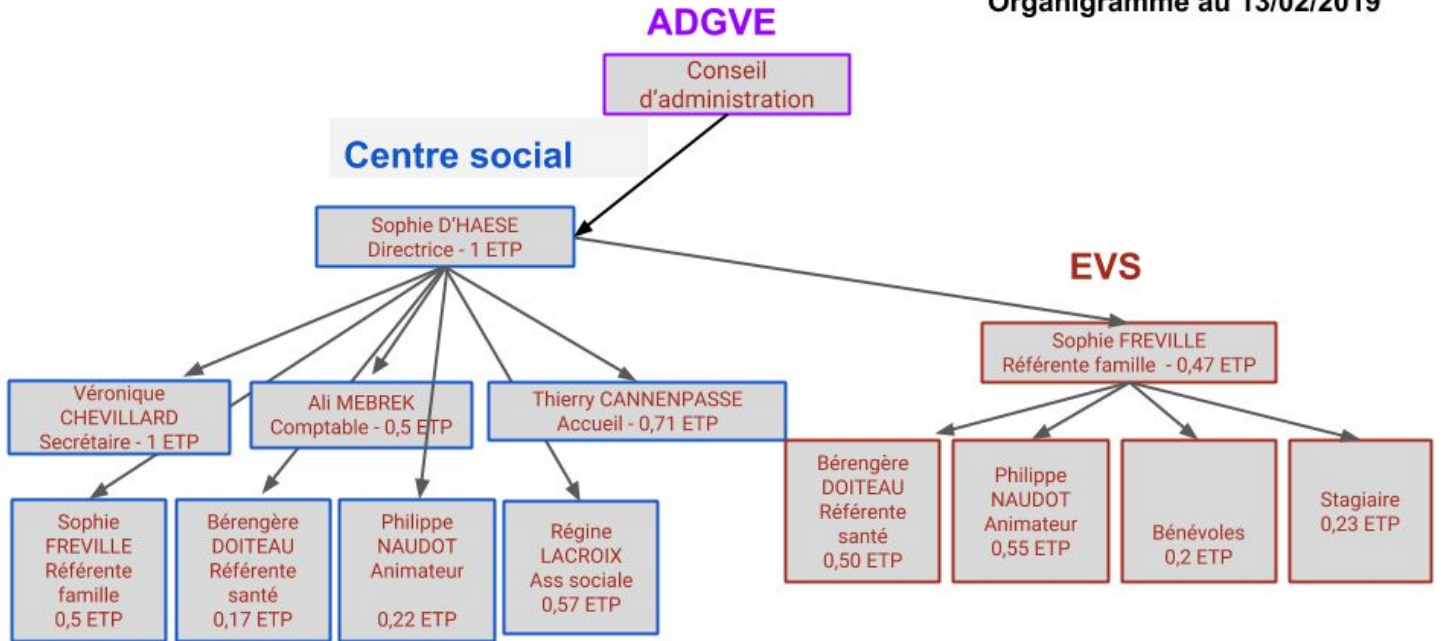 Organigramme au 13/02/2019
ADGVE
Conseil
d'administration
Centre social
Sophie D'HAESE
Directrice - 1 ETP
EVS
Sophie FREVILLE
Référente famille - 0,47 ETP
Véronique
CHEVILLARD
Secrétaire - 1 ETP
Ali MEBREK
Comptable - 0,5 ETP
Thierry CANNENPASSE
Accueil - 0,71 ETP
Bérengère
DOITEAU
Référente
santé
0,50 ETP
Philippe
NAUDOT
Animateur
0,55 ETP
Bénévoles
0,2 ETP
Stagiaire
0,23 ETP
Sophie
FREVILLE
Référente
famille
0,5 ETP
Bérengère
DOITEAU
Référente
santé
0,17 ETP
Philippe
NAUDOT
Animateur
0,22 ETP
Régine
LACROIX
Ass sociale
0,57 ETP